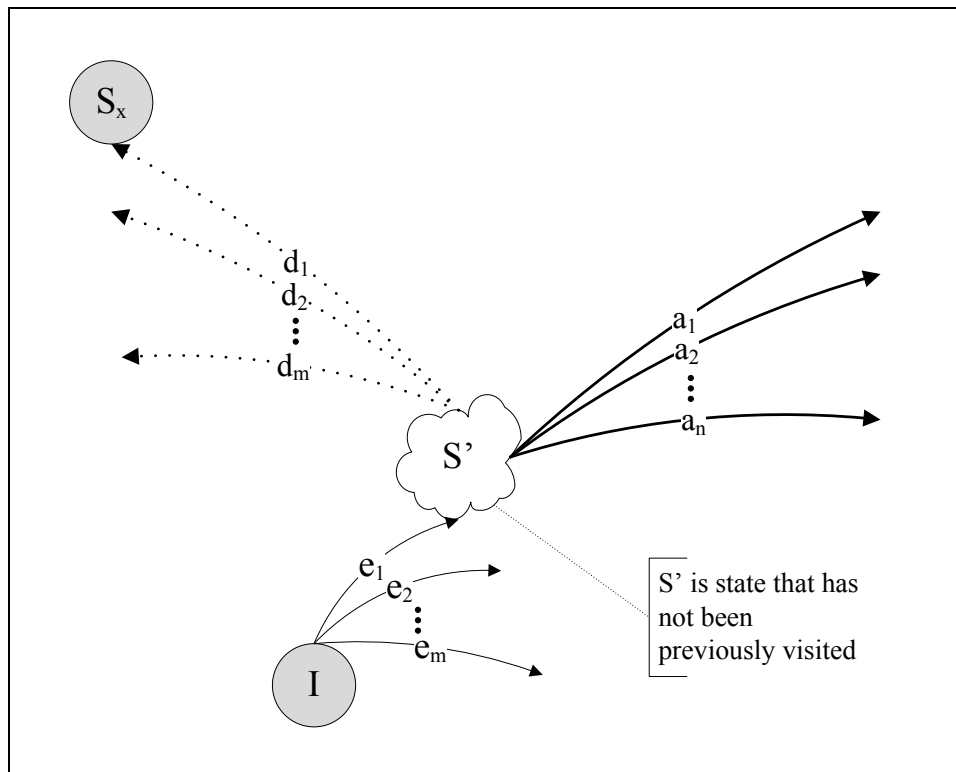 Sₓ
d₁
d₂
dₘ
a₁
a₂
aₙ
S’
e₁
e₂
eₘ
I
S’ is state that has
not been
previously visited